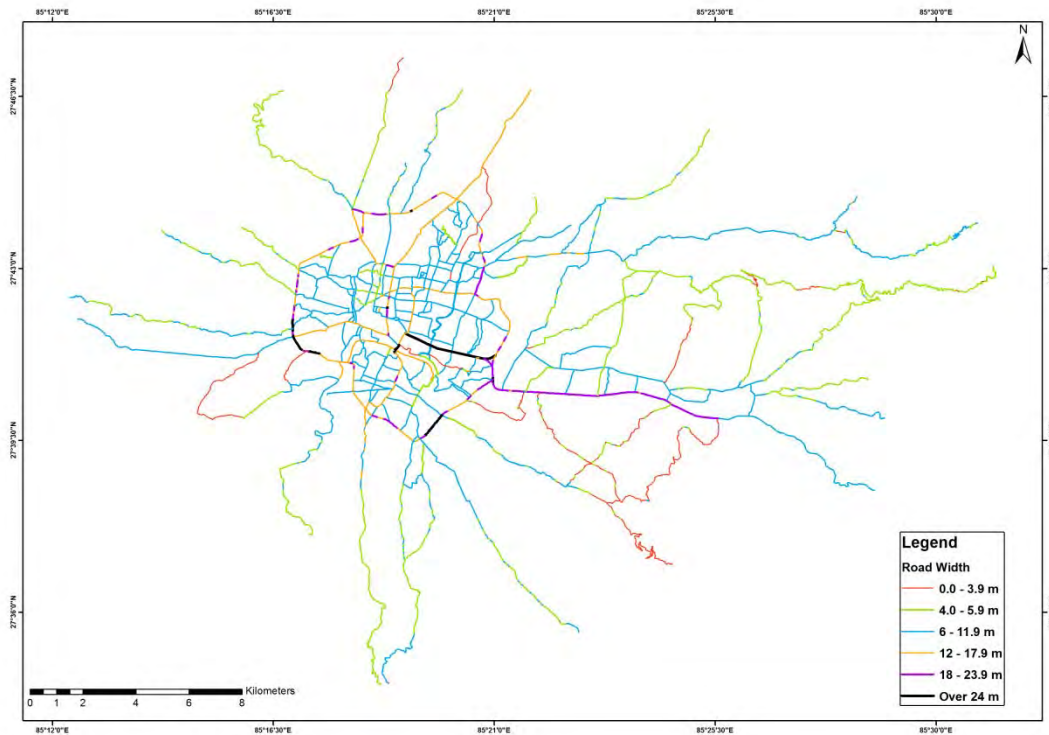 85°12'0"E 85°16'30"E 85°21'0"E 85°25'30"E 85°30'0"E
N
27°46'30"N
27°43'0"N
27°39'30"N
27°36'0"N
Legend
Road Width
0.0 - 3.9 m
4.0 - 5.9 m
6 - 11.9 m
12 - 17.9 m
18 - 23.9 m
Over 24 m
Kilometers
0 1 2 4 6 8
85°12'0"E 85°16'30"E 85°21'0"E 85°25'30"E 85°30'0"E